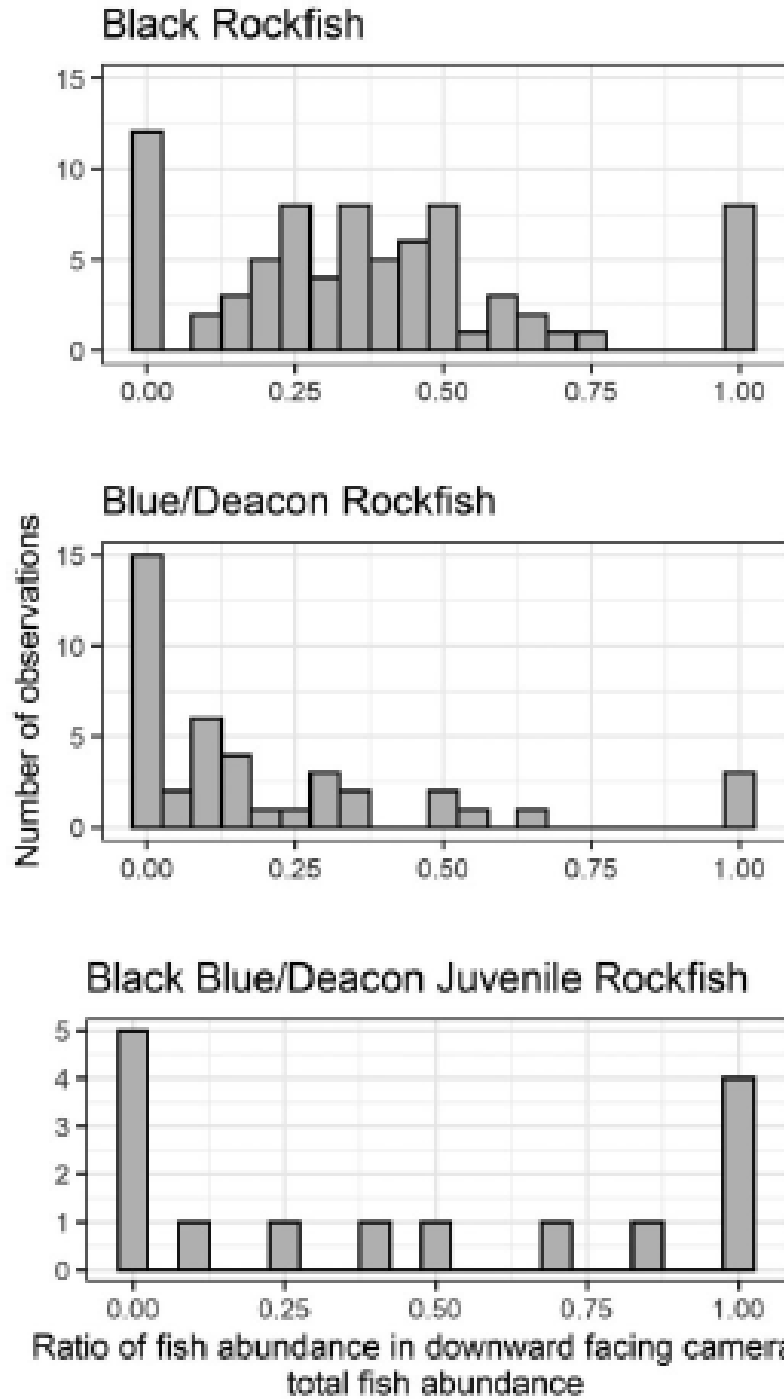 Black Rockfish
15
10
5
0
0.00 0.25 0.50 0.75 1.00
Blue/Deacon Rockfish
Number of observations
15
10
5
0
0.00 0.25 0.50 0.75 1.00
Black Blue/Deacon Juvenile Rockfish
5
4
3
2
1
0
0.00 0.25 0.50 0.75 1.00
Ratio of fish abundance in downward facing camera
total fish abundance